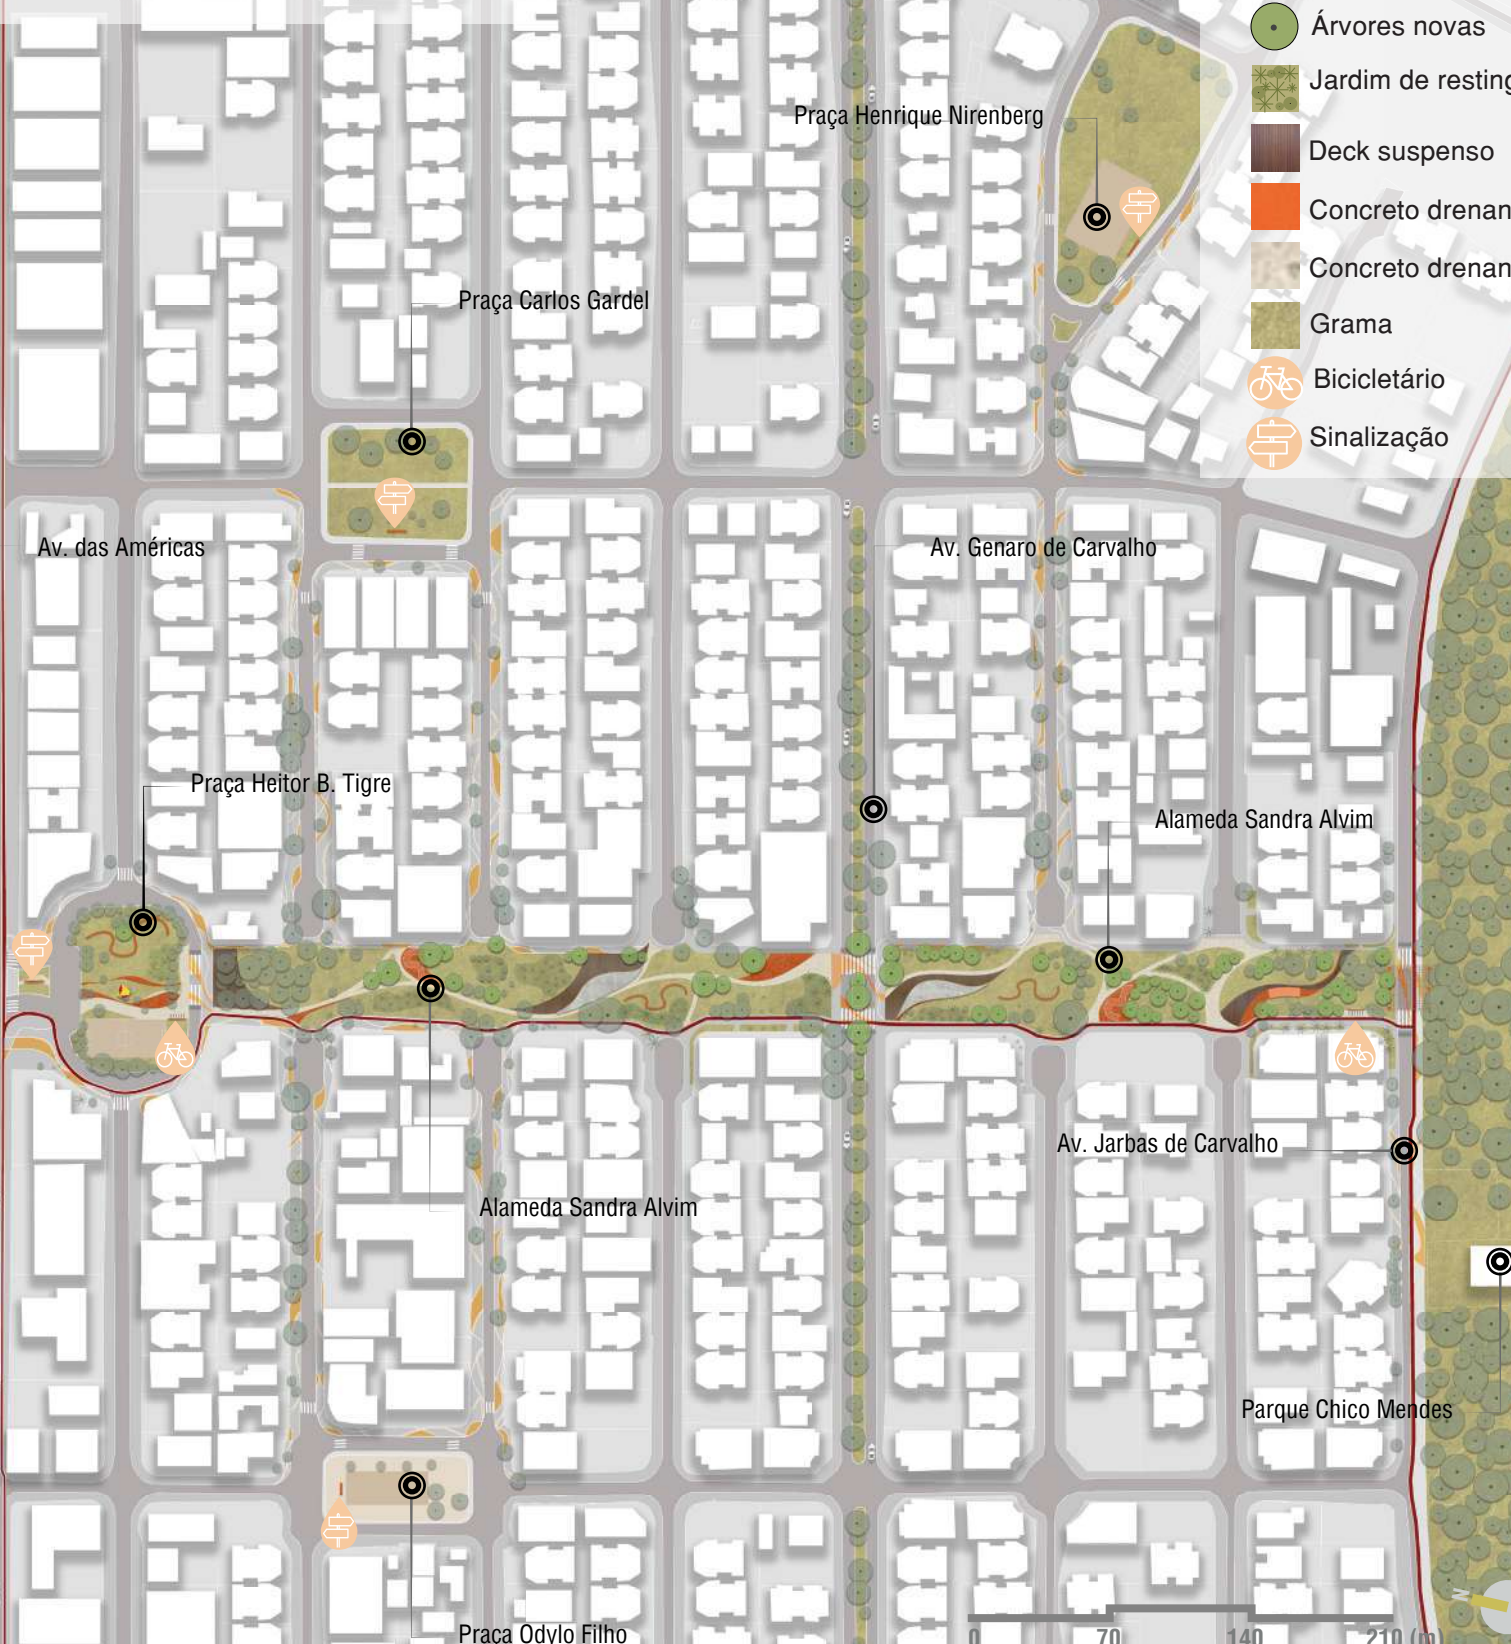 Árvores novas
Jardim de resting
Deck suspenso
Concreto drenan
Concreto drenan
Grama
Bicicletário
Sinalização
Praça Henrique Nirenberg
Praça Carlos Gardel
Av. das Américas
Av. Genaro de Carvalho
Praça Heitor B. Tigre
Alameda Sandra Alvim
Av. Jarbas de Carvalho
Alameda Sandra Alvim
Parque Chico Mendes
Praça Odylo Filho
N
0 70 140 210 (m)